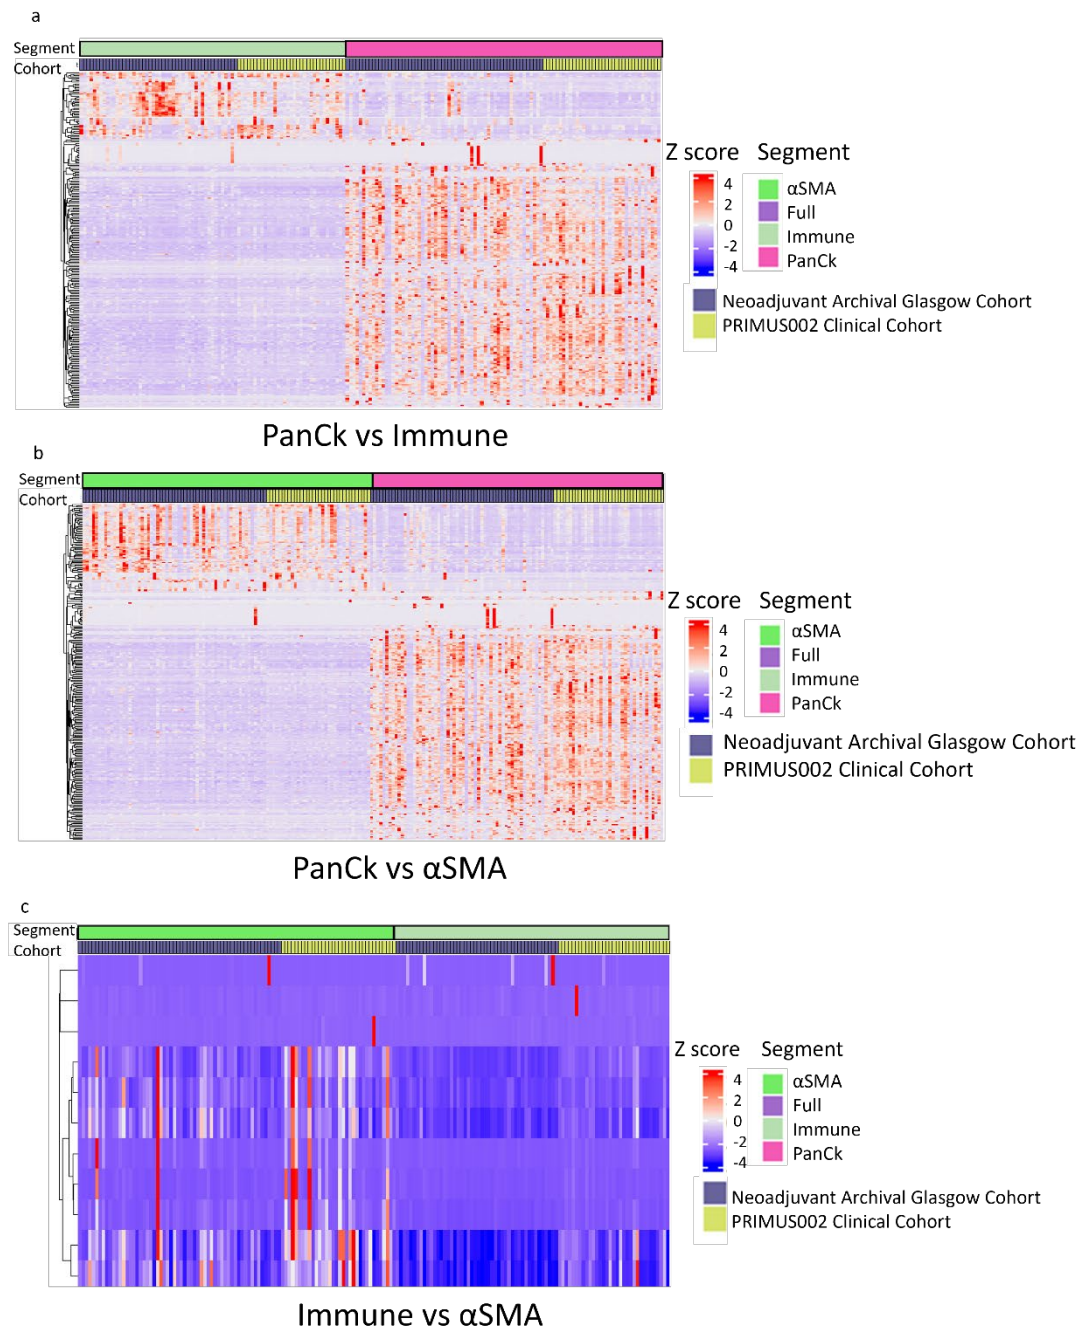 a
Segment
Cohort
Z score Segment
4
2
0
-2
-4
αSMA
Full
Immune
PanCk
Neoadjuvant Archival Glasgow Cohort
PRIMUS002 Clinical Cohort
PanCk vs Immune
b
Segment
Cohort
Z score Segment
4
2
0
-2
-4
αSMA
Full
Immune
PanCk
Neoadjuvant Archival Glasgow Cohort
PRIMUS002 Clinical Cohort
PanCk vs αSMA
c
Segment
Cohort
Z score Segment
4
2
0
-2
-4
αSMA
Full
Immune
PanCk
Neoadjuvant Archival Glasgow Cohort
PRIMUS002 Clinical Cohort
Immune vs αSMA